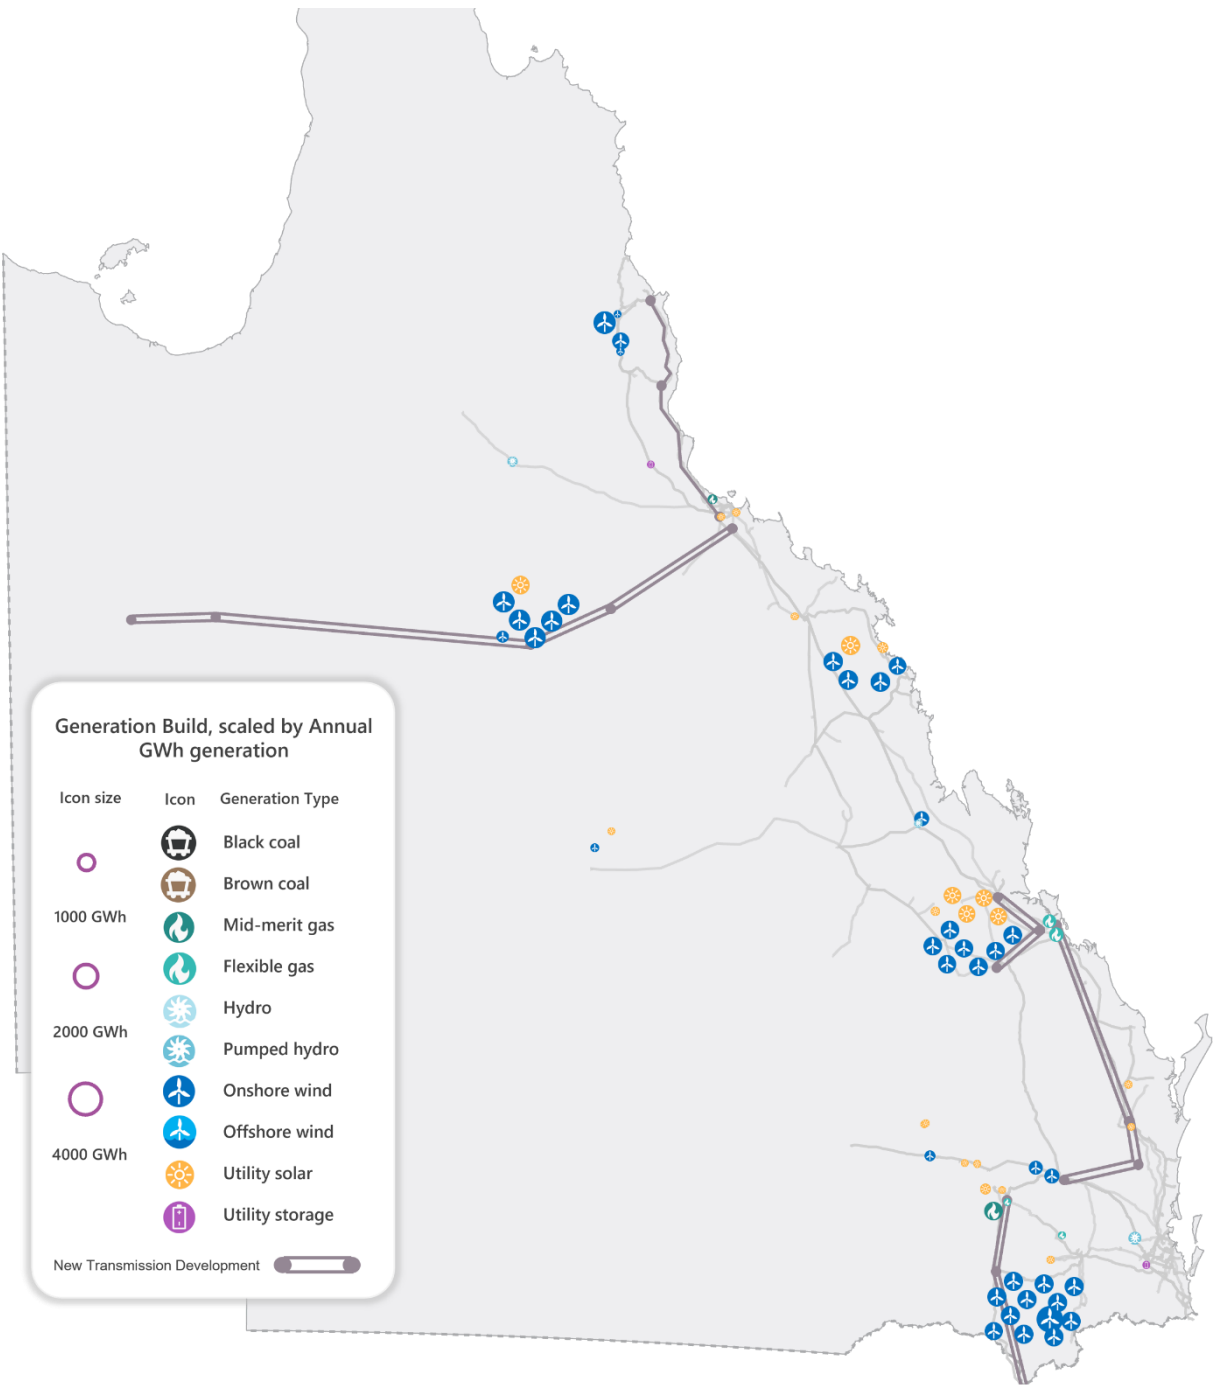 Generation Build, scaled by Annual
GWh generation
Icon size Icon Generation Type
Black coal
Brown coal
1000 GWh
Mid-merit gas
Flexible gas
Hydro
2000 GWh
Pumped hydro
Onshore wind
Offshore wind
4000 GWh
Utility solar
Utility storage
New Transmission Development